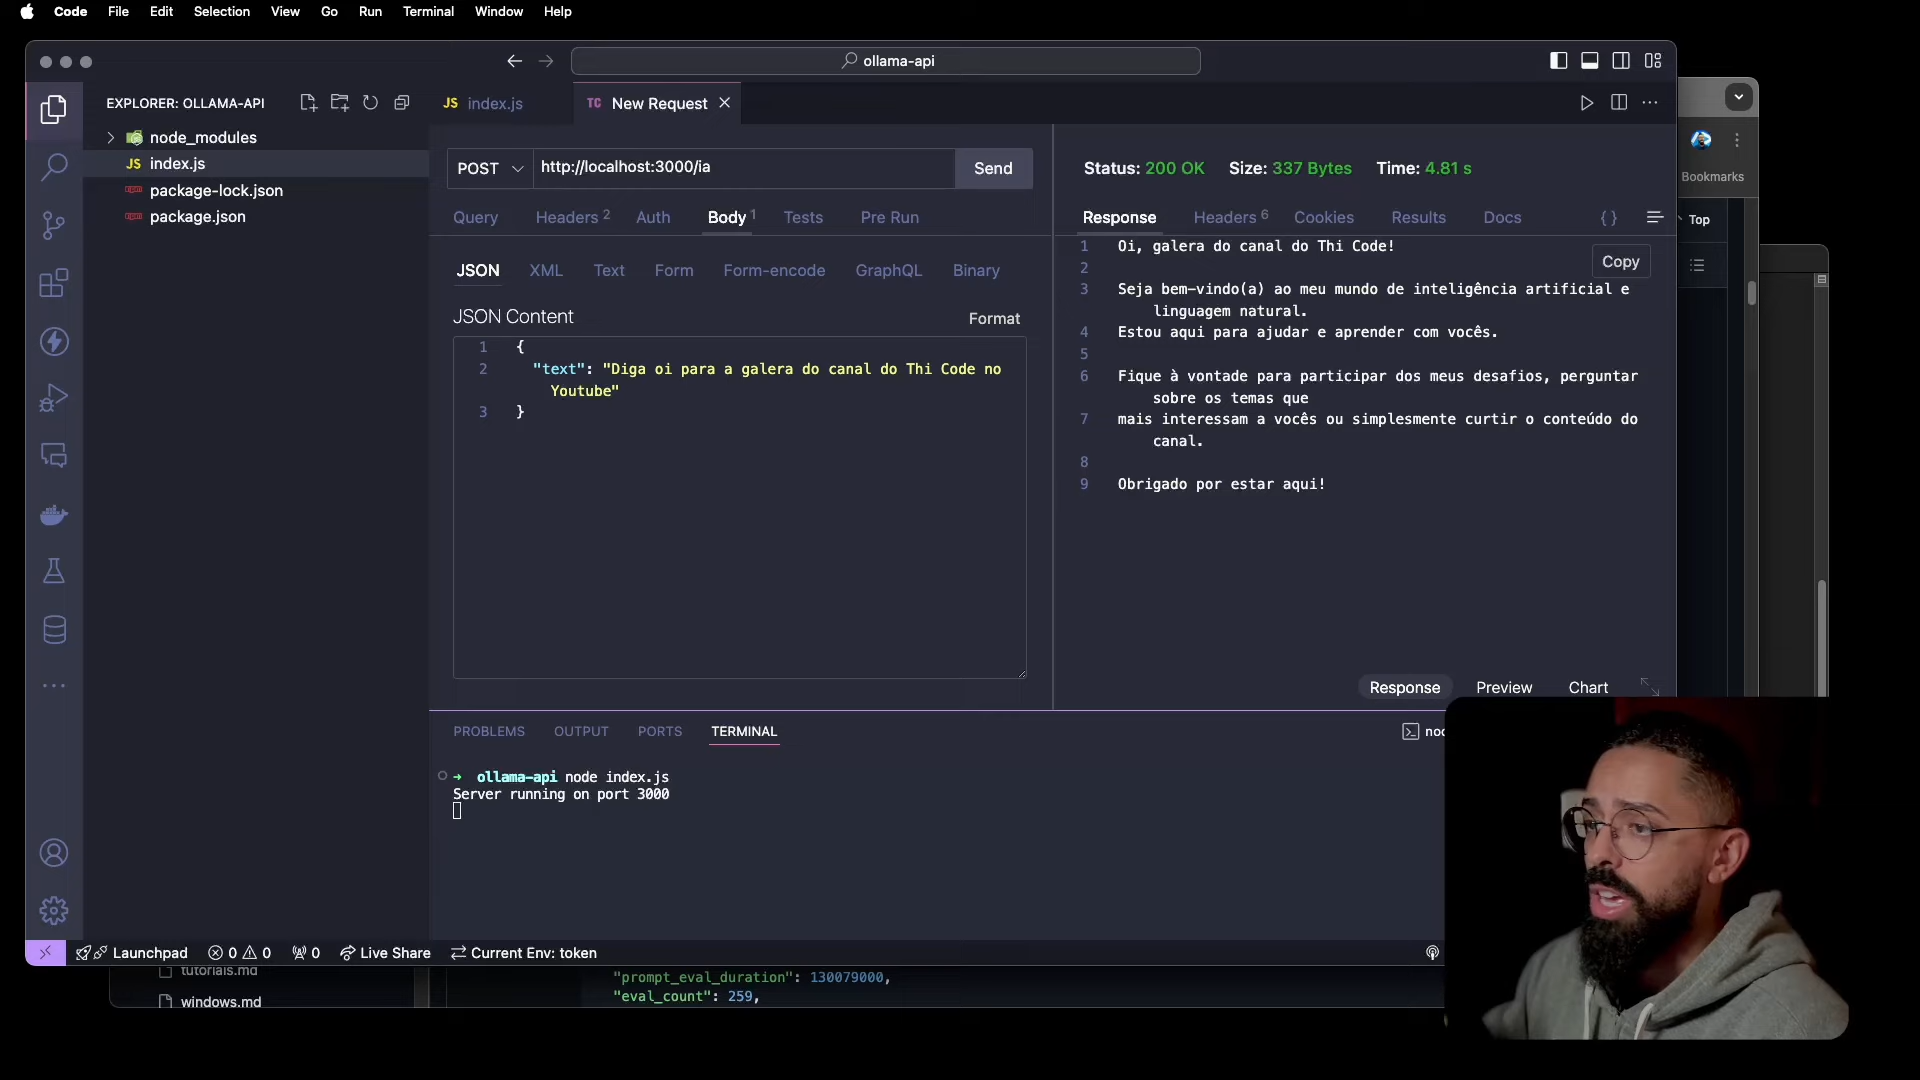 Code File Edit Selection View Go Run Terminal Window Help
ollama-api
EXPLORER: OLLAMA-API
JS index.js
TC New Request
node_modules
JS index.js
package-lock.json
package.json
POST http://localhost:3000/ia Send
Query Headers 2 Auth Body 1 Tests Pre Run
JSON XML Text Form Form-encode GraphQL Binary
JSON Content Format
1 {
2 "text": "Diga oi para a galera do canal do Thi Code no
Youtube"
3 }
Status: 200 OK Size: 337 Bytes Time: 4.81 s
Response Headers 6 Cookies Results Docs { }
Copy
1 Oi, galera do canal do Thi Code!
2
3 Seja bem-vindo(a) ao meu mundo de inteligência artificial e
linguagem natural.
4 Estou aqui para ajudar e aprender com vocês.
5
6 Fique à vontade para participar dos meus desafios, perguntar
sobre os temas que
7 mais interessam a vocês ou simplesmente curtir o conteúdo do
canal.
8
9 Obrigado por estar aqui!
Response Preview Chart
Bookmarks
Top
PROBLEMS OUTPUT PORTS TERMINAL
ollama-api node index.js
Server running on port 3000
Launchpad 0 0 0 Live Share Current Env: token
tutorials.md
windows.md
"prompt_eval_duration": 130079000,
"eval_count": 259,